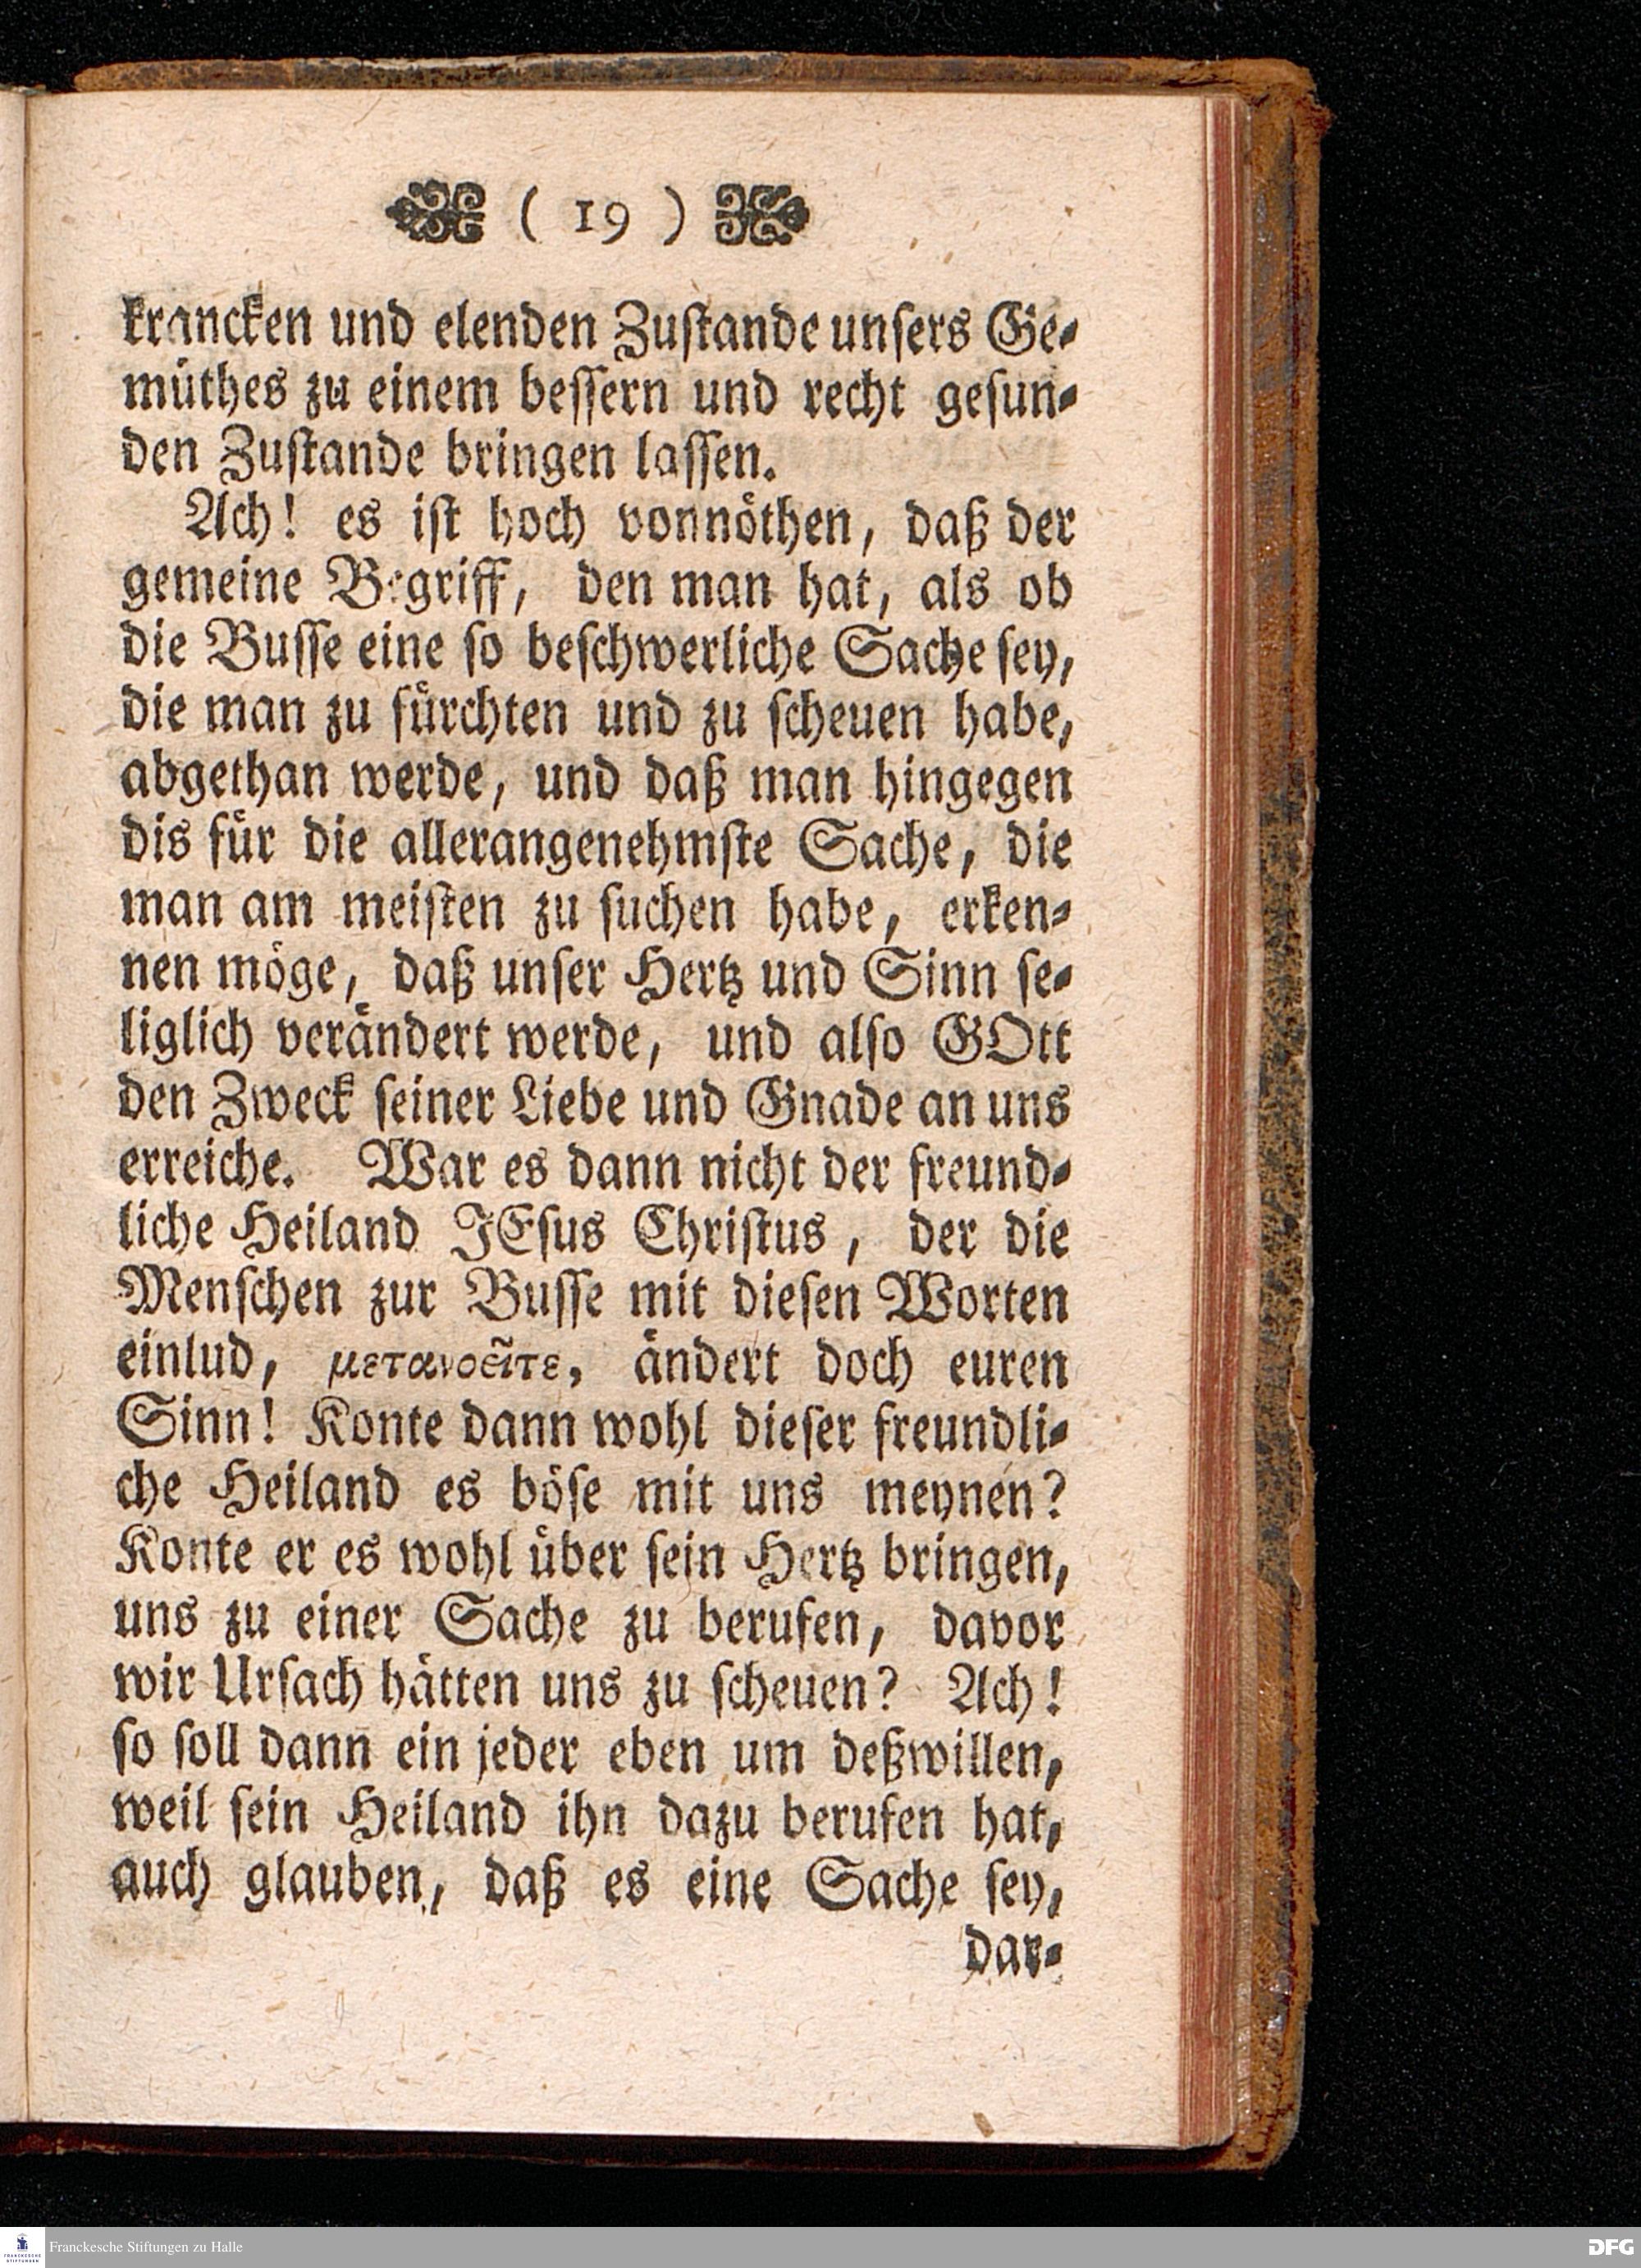 ( 19 )
krancken und elenden Zustande unsers Ge-
müthes zu einem bessern und recht gesun-
den Zustande bringen lassen.
Ach! es ist hoch vonnöthen, daß der
gemeine Begriff, den man hat, als ob
die Busse eine so beschwerliche Sache sey,
die man zu fürchten und zu scheuen habe,
abgethan werde, und daß man hingegen
dis für die allerangenehmste Sache, die
man am meisten zu suchen habe, erken-
nen möge, daß unser Hertz und Sinn se-
liglich verändert werde, und also GOtt
den Zweck seiner Liebe und Gnade an uns
erreiche. War es dann nicht der freund-
liche Heiland JEsus Christus, der die
Menschen zur Busse mit diesen Worten
einlud, μετανοεῖτε, ändert doch euren
Sinn! Konte dann wohl dieser freundli-
che Heiland es böse mit uns meynen?
Konte er es wohl über sein Hertz bringen,
uns zu einer Sache zu berufen, davor
wir Ursach hätten uns zu scheuen? Ach!
so soll dann ein jeder eben um deßwillen,
weil sein Heiland ihn dazu berufen hat,
auch glauben, daß es eine Sache sey,
dar-
FRANCKESCHE STIFTUNGEN
Franckesche Stiftungen zu Halle
DFG